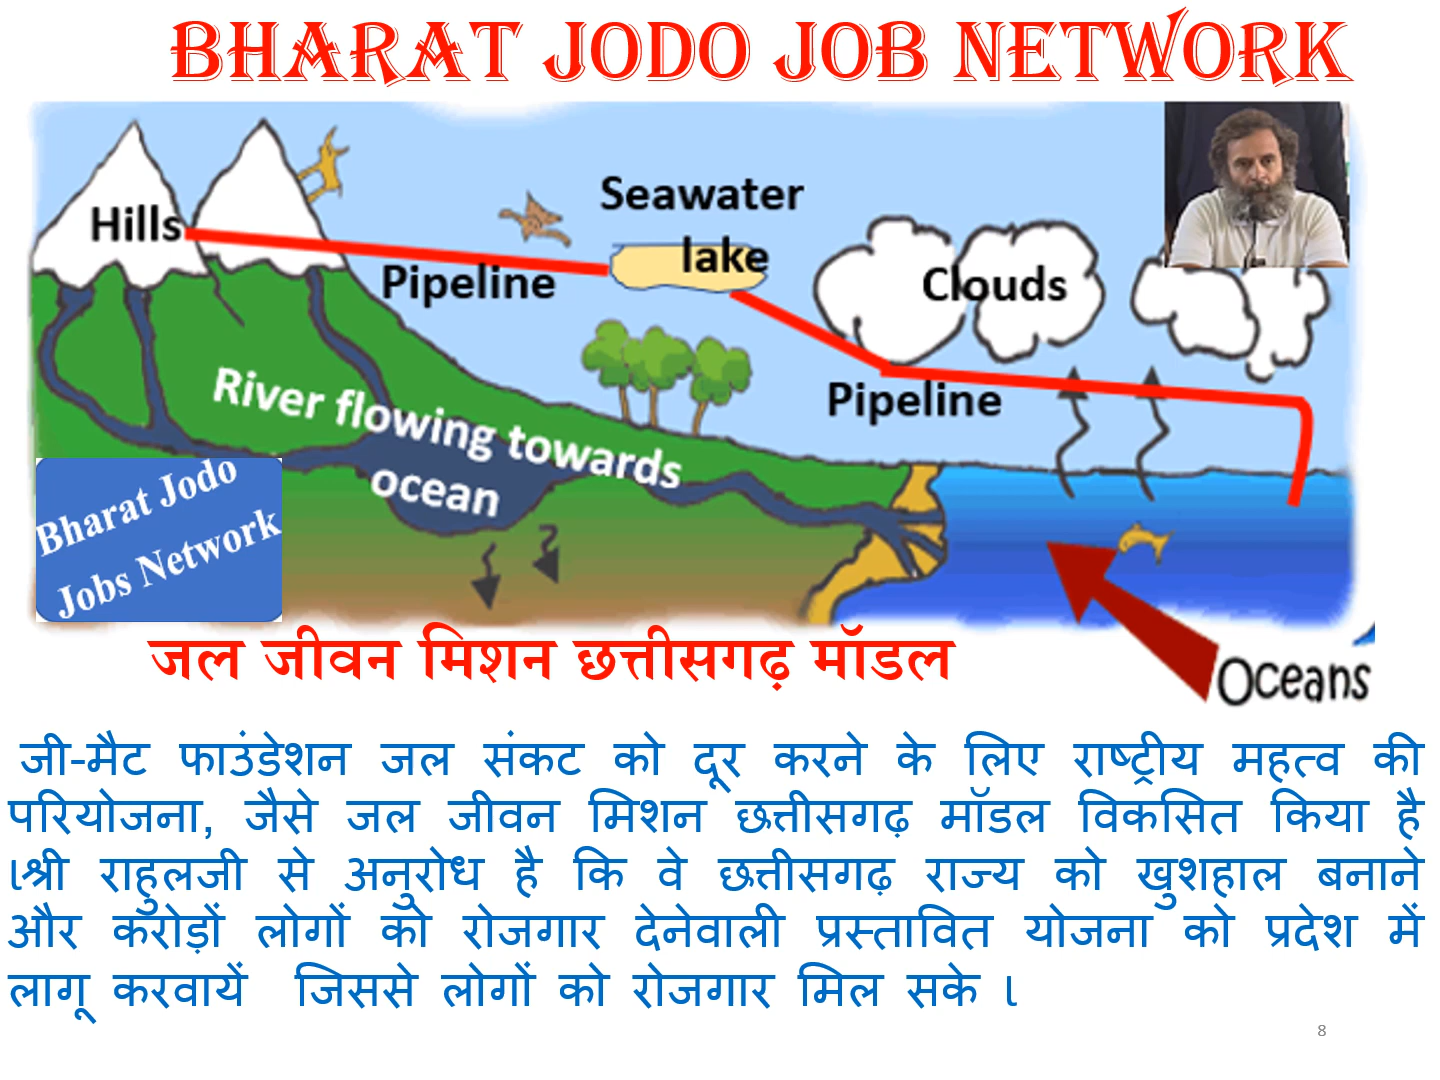 BHARAT JODO JOB NETWORK
Hills
Pipeline
Seawater
lake
Clouds
Pipeline
River flowing towards
ocean
Bharat Jodo
Jobs Network
Oceans
जल जीवन मिशन छत्तीसगढ़ मॉडल
जी-मैट फाउंडेशन जल संकट को दूर करने के लिए राष्ट्रीय महत्व की
परियोजना, जैसे जल जीवन मिशन छत्तीसगढ़ मॉडल विकसित किया है
।श्री राहुलजी से अनुरोध है कि वे छत्तीसगढ़ राज्य को खुशहाल बनाने
और करोड़ों लोगों को रोजगार देनेवाली प्रस्तावित योजना को प्रदेश में
लागू करवायें जिससे लोगों को रोजगार मिल सके ।
8